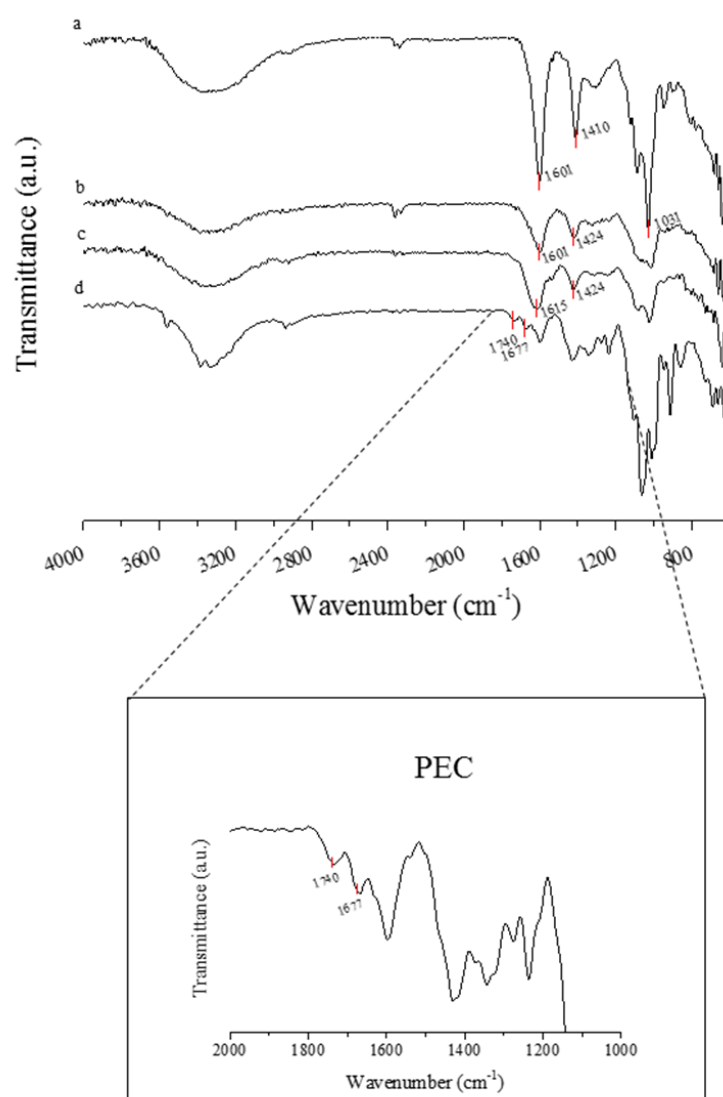 a
1410
1601
1031
b
1424
1601
c
1424
1615
d
1740
1677
Transmittance (a.u.)
4000 3600 3200 2800 2400 2000 1600 1200 800
Wavenumber (cm-1)
PEC
1740
1677
Transmittance (a.u.)
2000 1800 1600 1400 1200 1000
Wavenumber (cm-1)